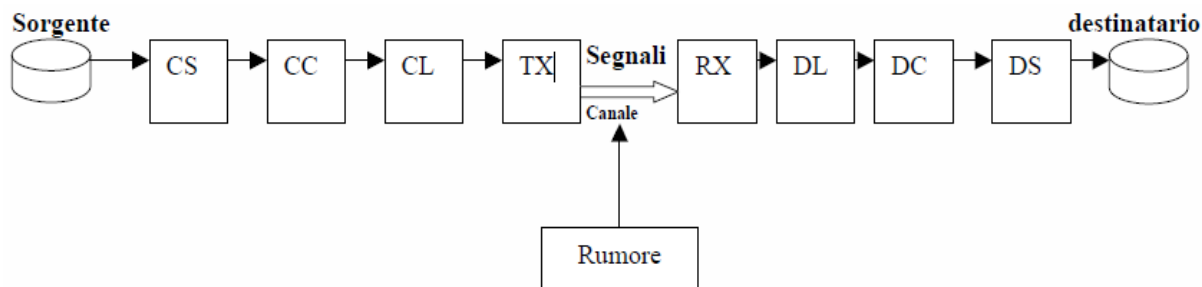 Sorgente
destinatario
CS
CC
CL
TX
Segnali
Canale
RX
DL
DC
DS
Rumore